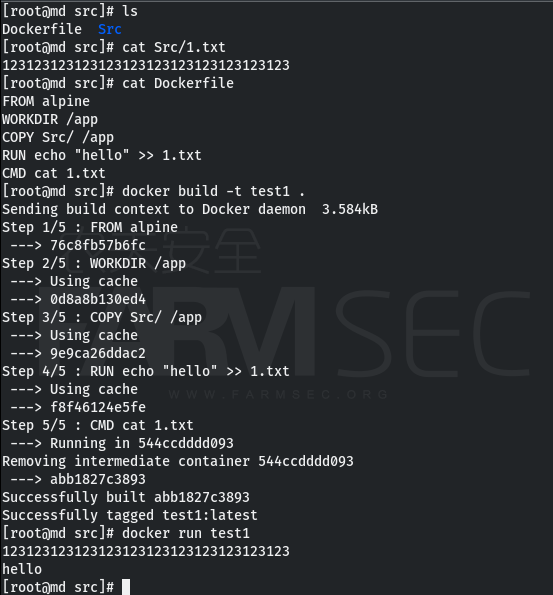 [root@md src]# ls
Dockerfile  Src
[root@md src]# cat Src/1.txt
123123123123123123123123123123123123
[root@md src]# cat Dockerfile
FROM alpine
WORKDIR /app
COPY Src/ /app
RUN echo "hello" >> 1.txt
CMD cat 1.txt
[root@md src]# docker build -t test1 .
Sending build context to Docker daemon  3.584kB
Step 1/5 : FROM alpine
 ---> 76c8fb57b6fc
Step 2/5 : WORKDIR /app
 ---> Using cache
 ---> 0d8a8b130ed4
Step 3/5 : COPY Src/ /app
 ---> Using cache
 ---> 9e9ca26ddac2
Step 4/5 : RUN echo "hello" >> 1.txt
 ---> Using cache
 ---> f8f46124e5fe
Step 5/5 : CMD cat 1.txt
 ---> Running in 544ccdddd093
Removing intermediate container 544ccdddd093
 ---> abb1827c3893
Successfully built abb1827c3893
Successfully tagged test1:latest
[root@md src]# docker run test1
123123123123123123123123123123123123
hello
[root@md src]#
安全
FARMSEC
WWW.FARMSEC.ORG